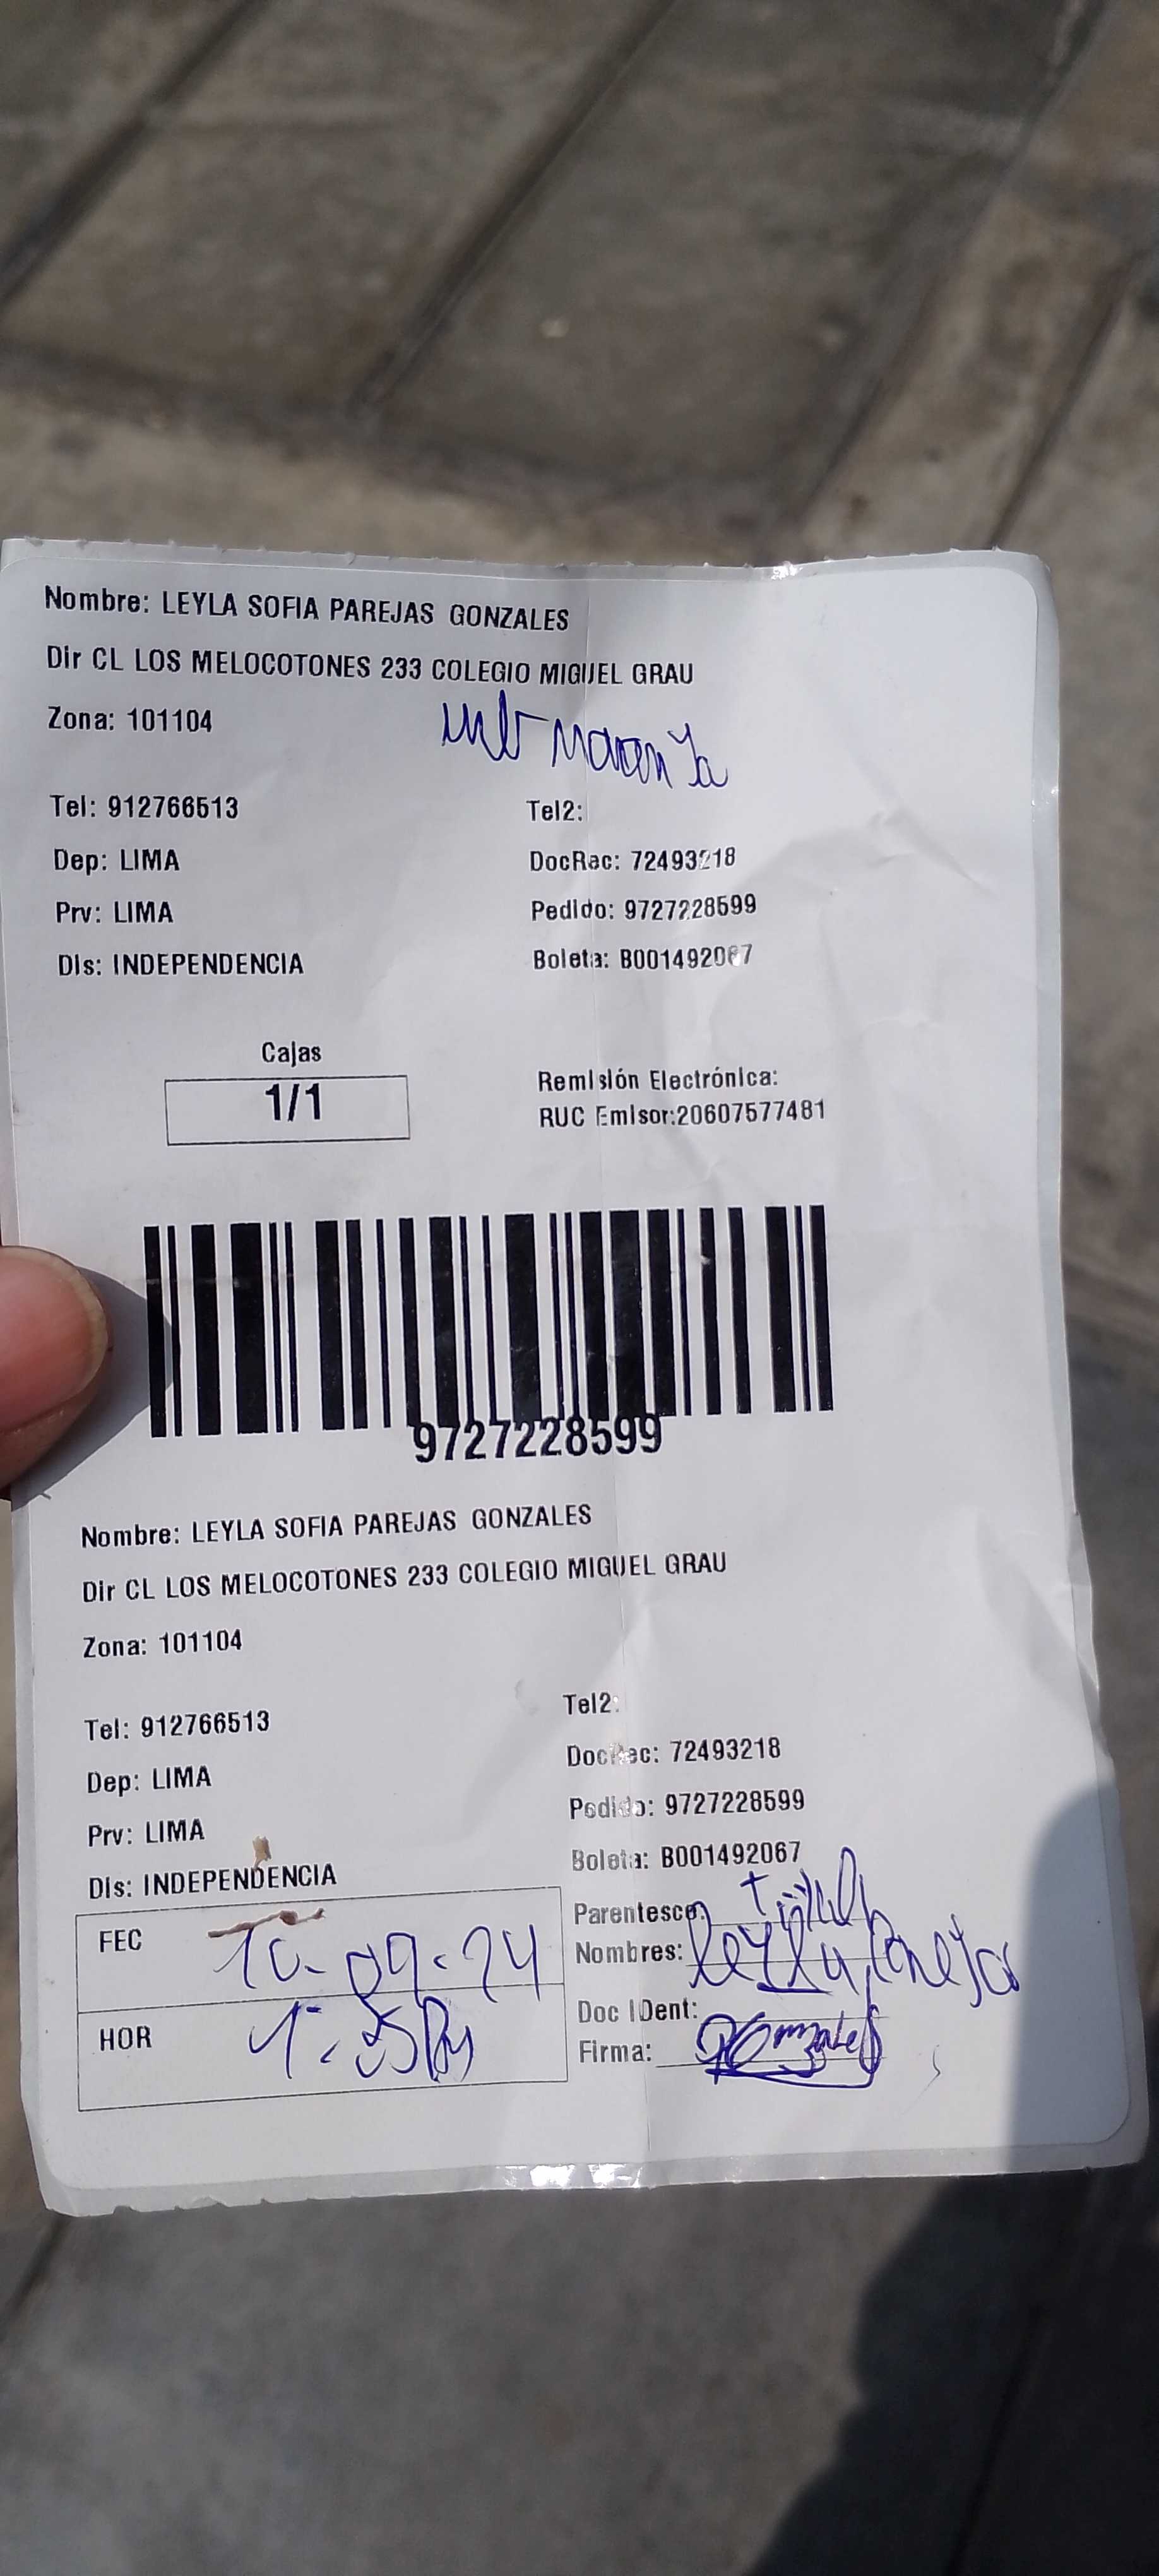 Nombre: LEYLA SOFIA PAREJAS GONZALES
Dir CL LOS MELOCOTONES 233 COLEGIO MIGUEL GRAU
Zona: 101104
Tel: 912766513 Tel2:
Dep: LIMA DocRec: 72493218
Prv: LIMA Pedido: 9727228599
Dis: INDEPENDENCIA Boleta: B001492067
Cajas
1/1
Remisión Electrónica:
RUC Emisor:20607577481
9727228599
Nombre: LEYLA SOFIA PAREJAS GONZALES
Dir CL LOS MELOCOTONES 233 COLEGIO MIGUEL GRAU
Zona: 101104
Tel: 912766513 Tel2:
Dep: LIMA DocRec: 72493218
Prv: LIMA Pedido: 9727228599
Dis: INDEPENDENCIA Boleta: B001492067
FEC 10-09-24 Parentesco:
Nombres: Leyla Parejas
HOR Doc IDent:
Firma: Gonzales